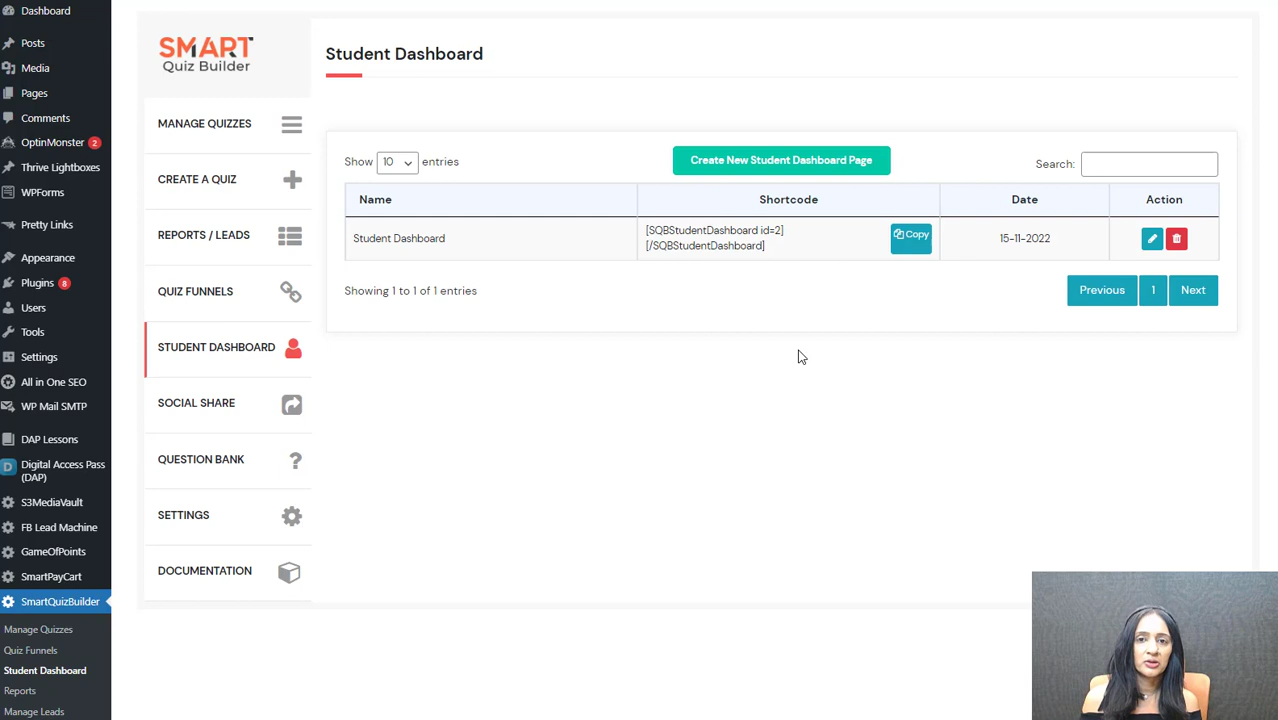 Dashboard
Posts
Media
Pages
Comments
OptinMonster 2
Thrive Lightboxes
WPForms
Pretty Links
Appearance
Plugins 8
Users
Tools
Settings
All in One SEO
WP Mail SMTP
DAP Lessons
D Digital Access Pass
(DAP)
S3MediaVault
FB Lead Machine
GameOfPoints
SmartPayCart
SmartQuizBuilder
Manage Quizzes
Quiz Funnels
Student Dashboard
Reports
Manage Leads
SMART
Quiz Builder
MANAGE QUIZZES
CREATE A QUIZ
REPORTS / LEADS
QUIZ FUNNELS
STUDENT DASHBOARD
SOCIAL SHARE
QUESTION BANK ?
SETTINGS
DOCUMENTATION
Student Dashboard
Show 10 entries
Create New Student Dashboard Page
Search:
Name Shortcode Date Action
Student Dashboard [SQBStudentDashboard id=2] Copy 15-11-2022
[/SQBStudentDashboard]
Showing 1 to 1 of 1 entries
Previous 1 Next